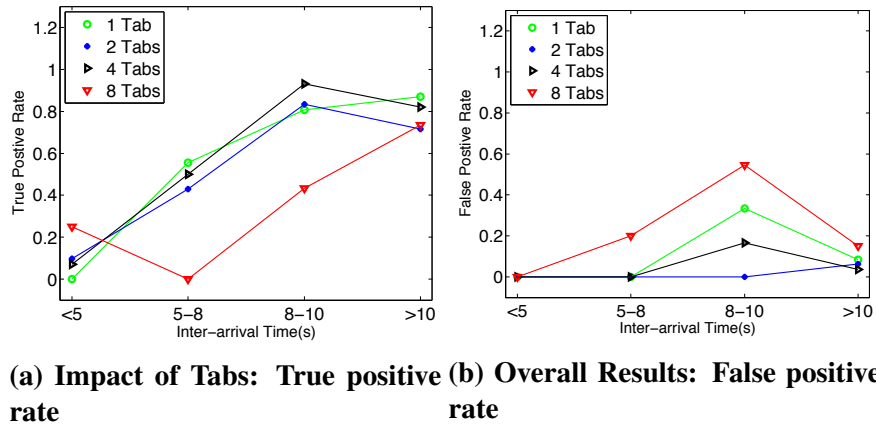 1.2
1
0.8
0.6
0.4
0.2
0
True Postive Rate
1 Tab
2 Tabs
4 Tabs
8 Tabs
<5
5−8
8−10
>10
Inter−arrival Time(s)
(a) Impact of Tabs: True positive
rate
1.2
1
0.8
0.6
0.4
0.2
0
False Postive Rate
1 Tab
2 Tabs
4 Tabs
8 Tabs
<5
5−8
8−10
>10
Inter−arrival Time(s)
(b) Overall Results: False positive
rate